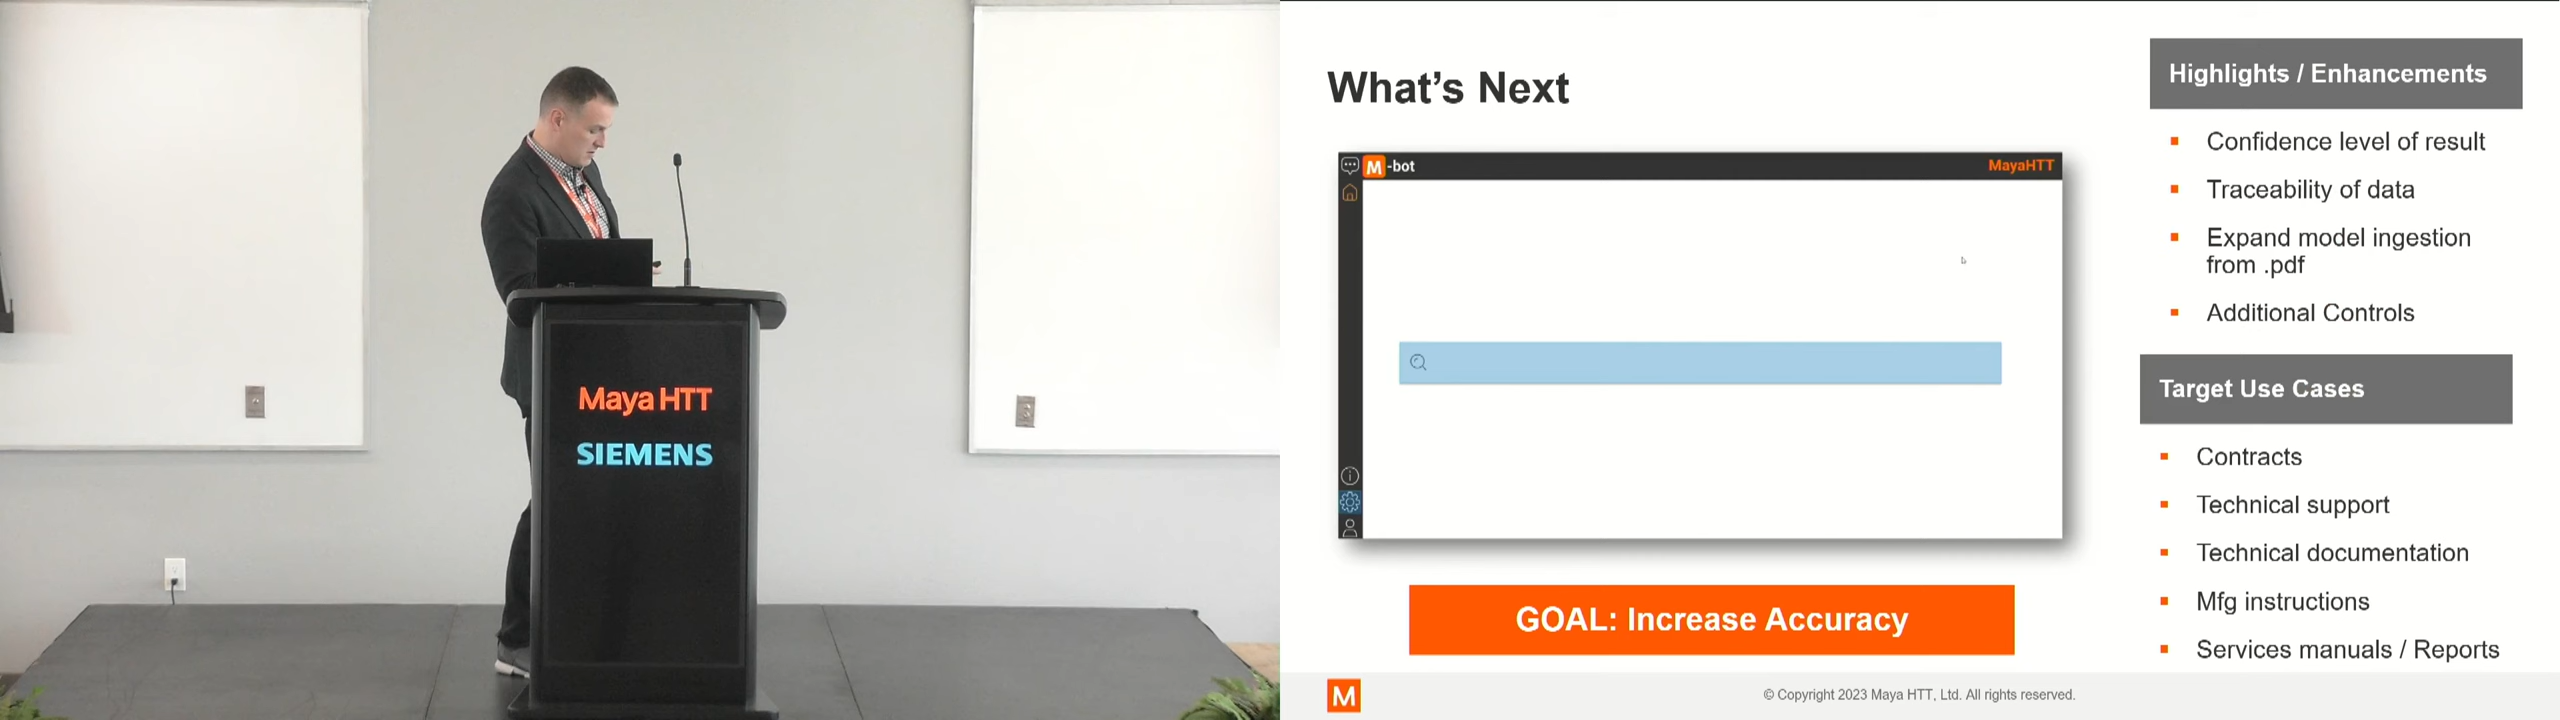 Maya HTT
SIEMENS
What's Next
M -bot
MayaHTT
GOAL: Increase Accuracy
Highlights / Enhancements
Confidence level of result
Traceability of data
Expand model ingestion
from .pdf
Additional Controls
Target Use Cases
Contracts
Technical support
Technical documentation
Mfg instructions
Services manuals / Reports
M
© Copyright 2023 Maya HTT, Ltd. All rights reserved.